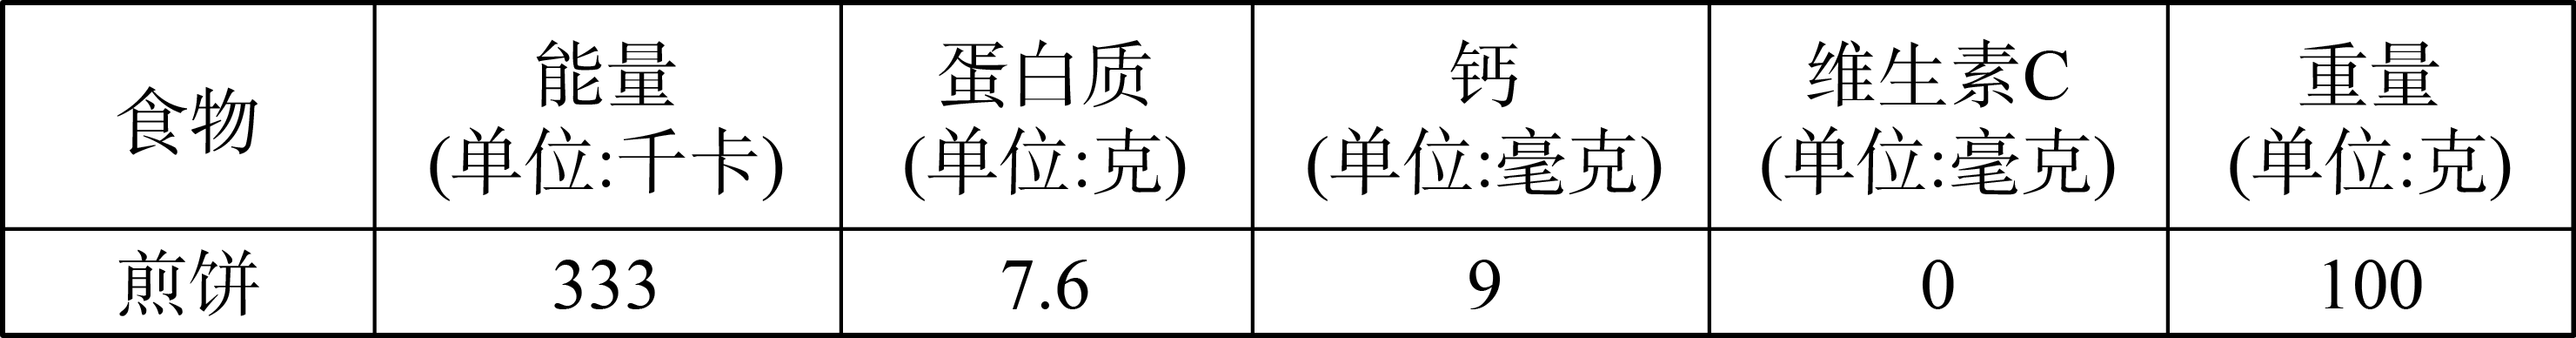 食物 能量 蛋白质 钙 维生素C 重量
(单位:千卡) (单位:克) (单位:毫克) (单位:毫克) (单位:克)
煎饼 333 7.6 9 0 100